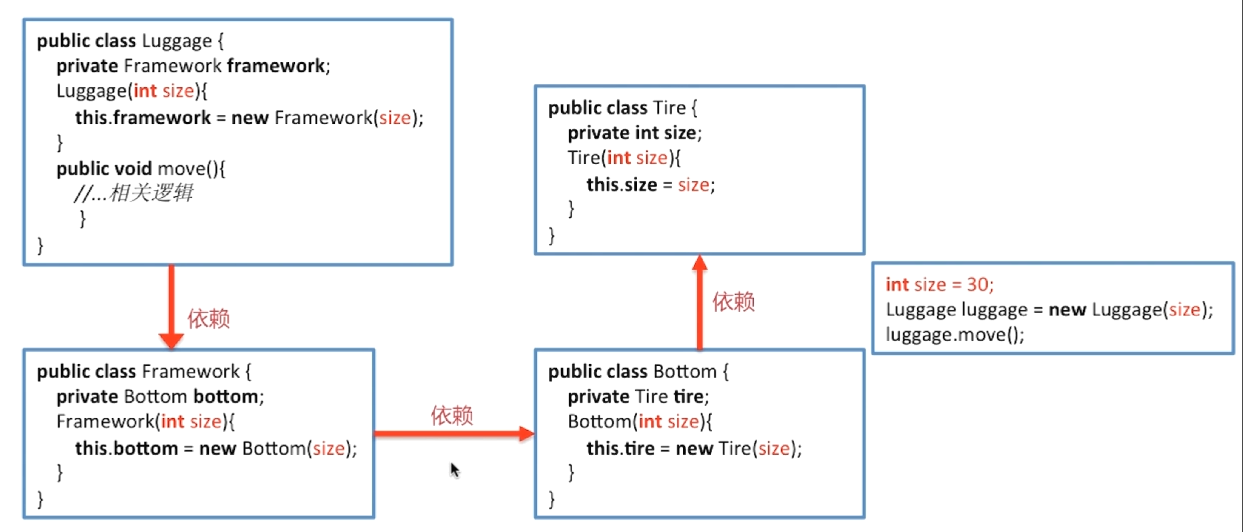 public class Luggage {
private Framework framework;
Luggage(int size){
this.framework = new Framework(size);
}
public void move(){
//...相关逻辑
}
}
依赖
public class Framework {
private Bottom bottom;
Framework(int size){
this.bottom = new Bottom(size);
}
}
依赖
public class Bottom {
private Tire tire;
Bottom(int size){
this.tire = new Tire(size);
}
}
依赖
public class Tire {
private int size;
Tire(int size){
this.size = size;
}
}
int size = 30;
Luggage luggage = new Luggage(size);
luggage.move();